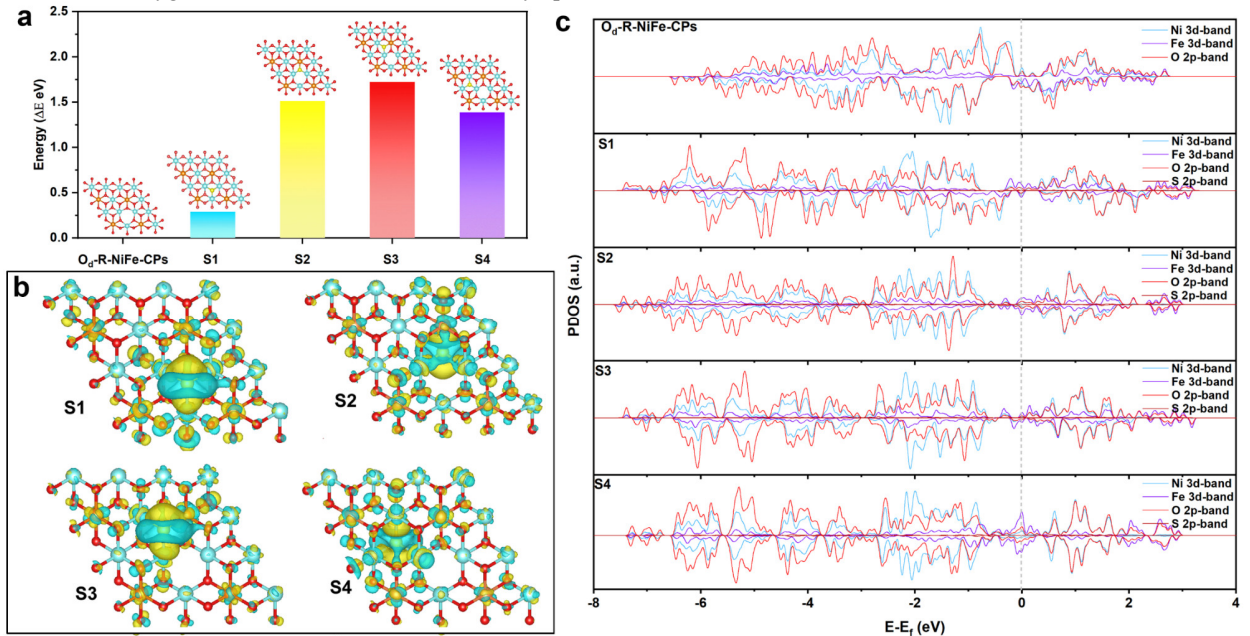 a
2.5
2.0
1.5
1.0
0.5
0.0
Energy (ΔE eV)
O_d-R-NiFe-CPs S1 S2 S3 S4
b
S1
S2
S3
S4
c
O_d-R-NiFe-CPs
Ni 3d-band
Fe 3d-band
O 2p-band
S1
Ni 3d-band
Fe 3d-band
O 2p-band
S 2p-band
S2
Ni 3d-band
Fe 3d-band
O 2p-band
S 2p-band
S3
Ni 3d-band
Fe 3d-band
O 2p-band
S 2p-band
S4
Ni 3d-band
Fe 3d-band
O 2p-band
S 2p-band
PDOS (a.u.)
-8 -6 -4 -2 0 2 4
E-E_f (eV)